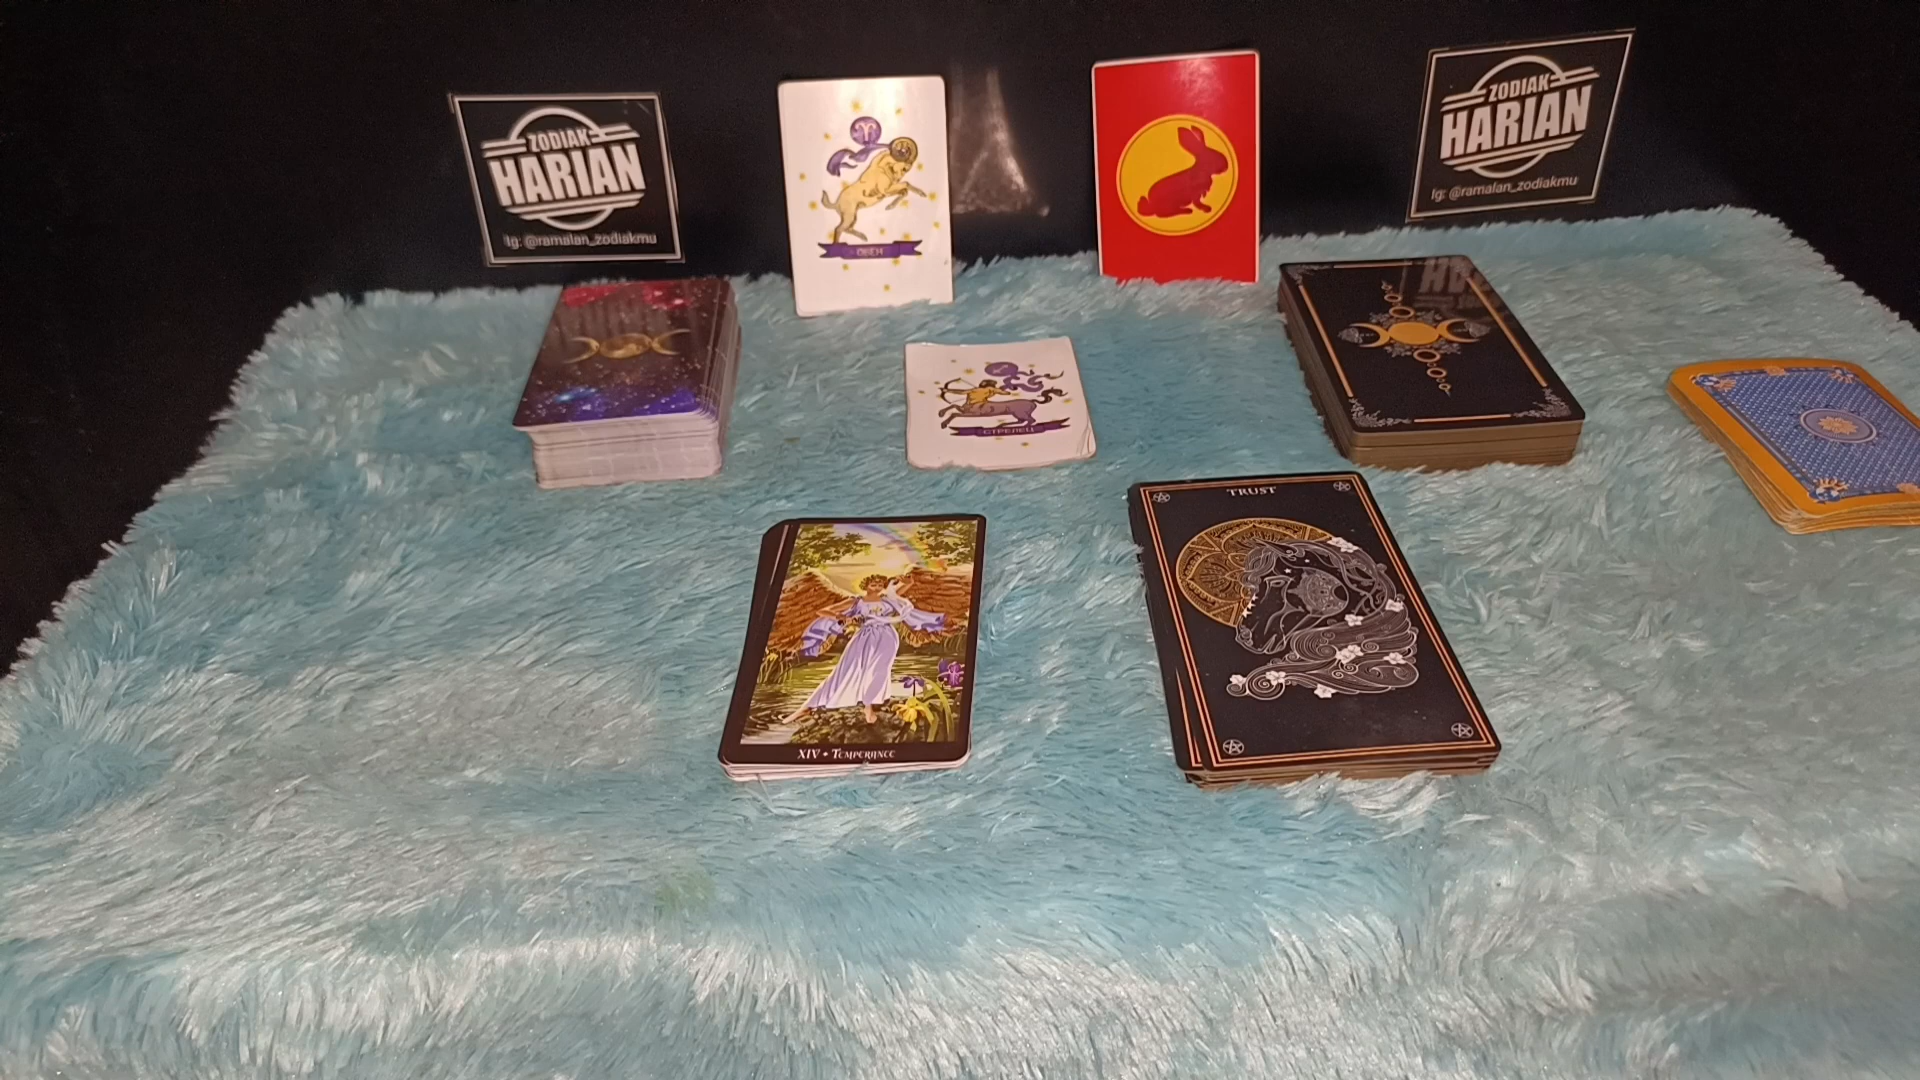 ZODIAK
HARIAN
Ig: @ramalan_zodiakmu
ОВЕН
ZODIAK
HARIAN
Ig: @ramalan_zodiakmu
СТРЕЛЕЦ
TRUST
XIV • TEMPERANCE